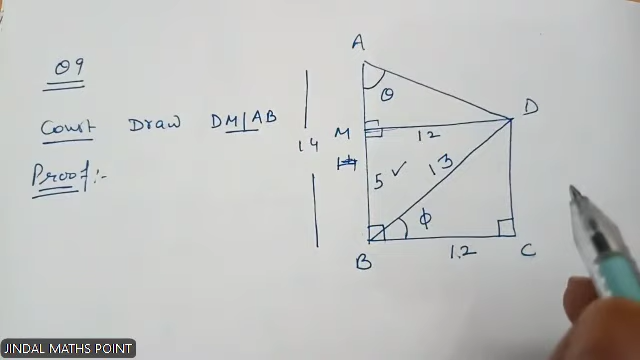 Q9
Const Draw DM⊥AB
Proof:-
A
θ
D
M
12
14
5 ✓
13
φ
B
12
C
JINDAL MATHS POINT